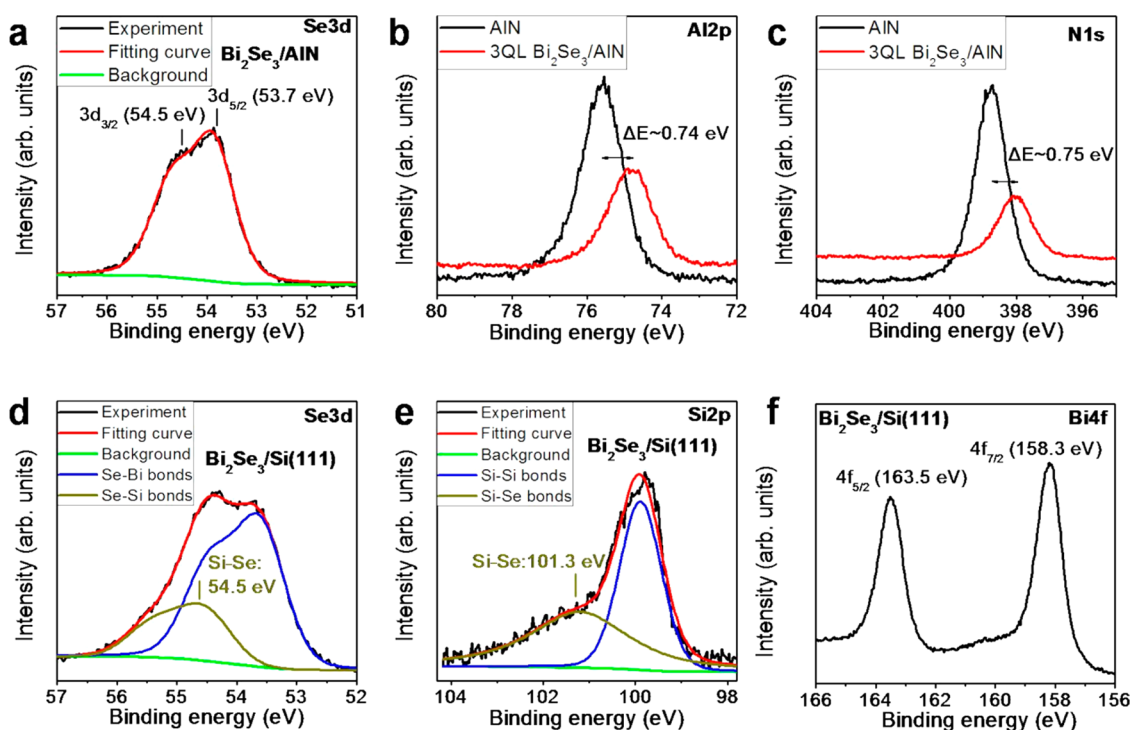 a
Experiment
Fitting curve
Background
Se3d
Bi2Se3/AlN
3d5/2 (53.7 eV)
3d3/2 (54.5 eV)
Intensity (arb. units)
57 56 55 54 53 52 51
Binding energy (eV)
b
AlN
3QL Bi2Se3/AlN
Al2p
ΔE~0.74 eV
Intensity (arb. units)
80 78 76 74 72
Binding energy (eV)
c
AlN
3QL Bi2Se3/AlN
N1s
ΔE~0.75 eV
Intensity (arb. units)
404 402 400 398 396
Binding energy (eV)
d
Experiment
Fitting curve
Background
Se-Bi bonds
Se-Si bonds
Se3d
Bi2Se3/Si(111)
Si-Se:
54.5 eV
Intensity (arb. units)
57 56 55 54 53 52 51
Binding energy (eV)
e
Experiment
Fitting curve
Background
Si-Si bonds
Si-Se bonds
Si2p
Bi2Se3/Si(111)
Si-Se:101.3 eV
Intensity (arb. units)
104 102 100 98
Binding energy (eV)
f
Bi2Se3/Si(111)
Bi4f
4f7/2 (158.3 eV)
4f5/2 (163.5 eV)
Intensity (arb. units)
166 164 162 160 158 156
Binding energy (eV)